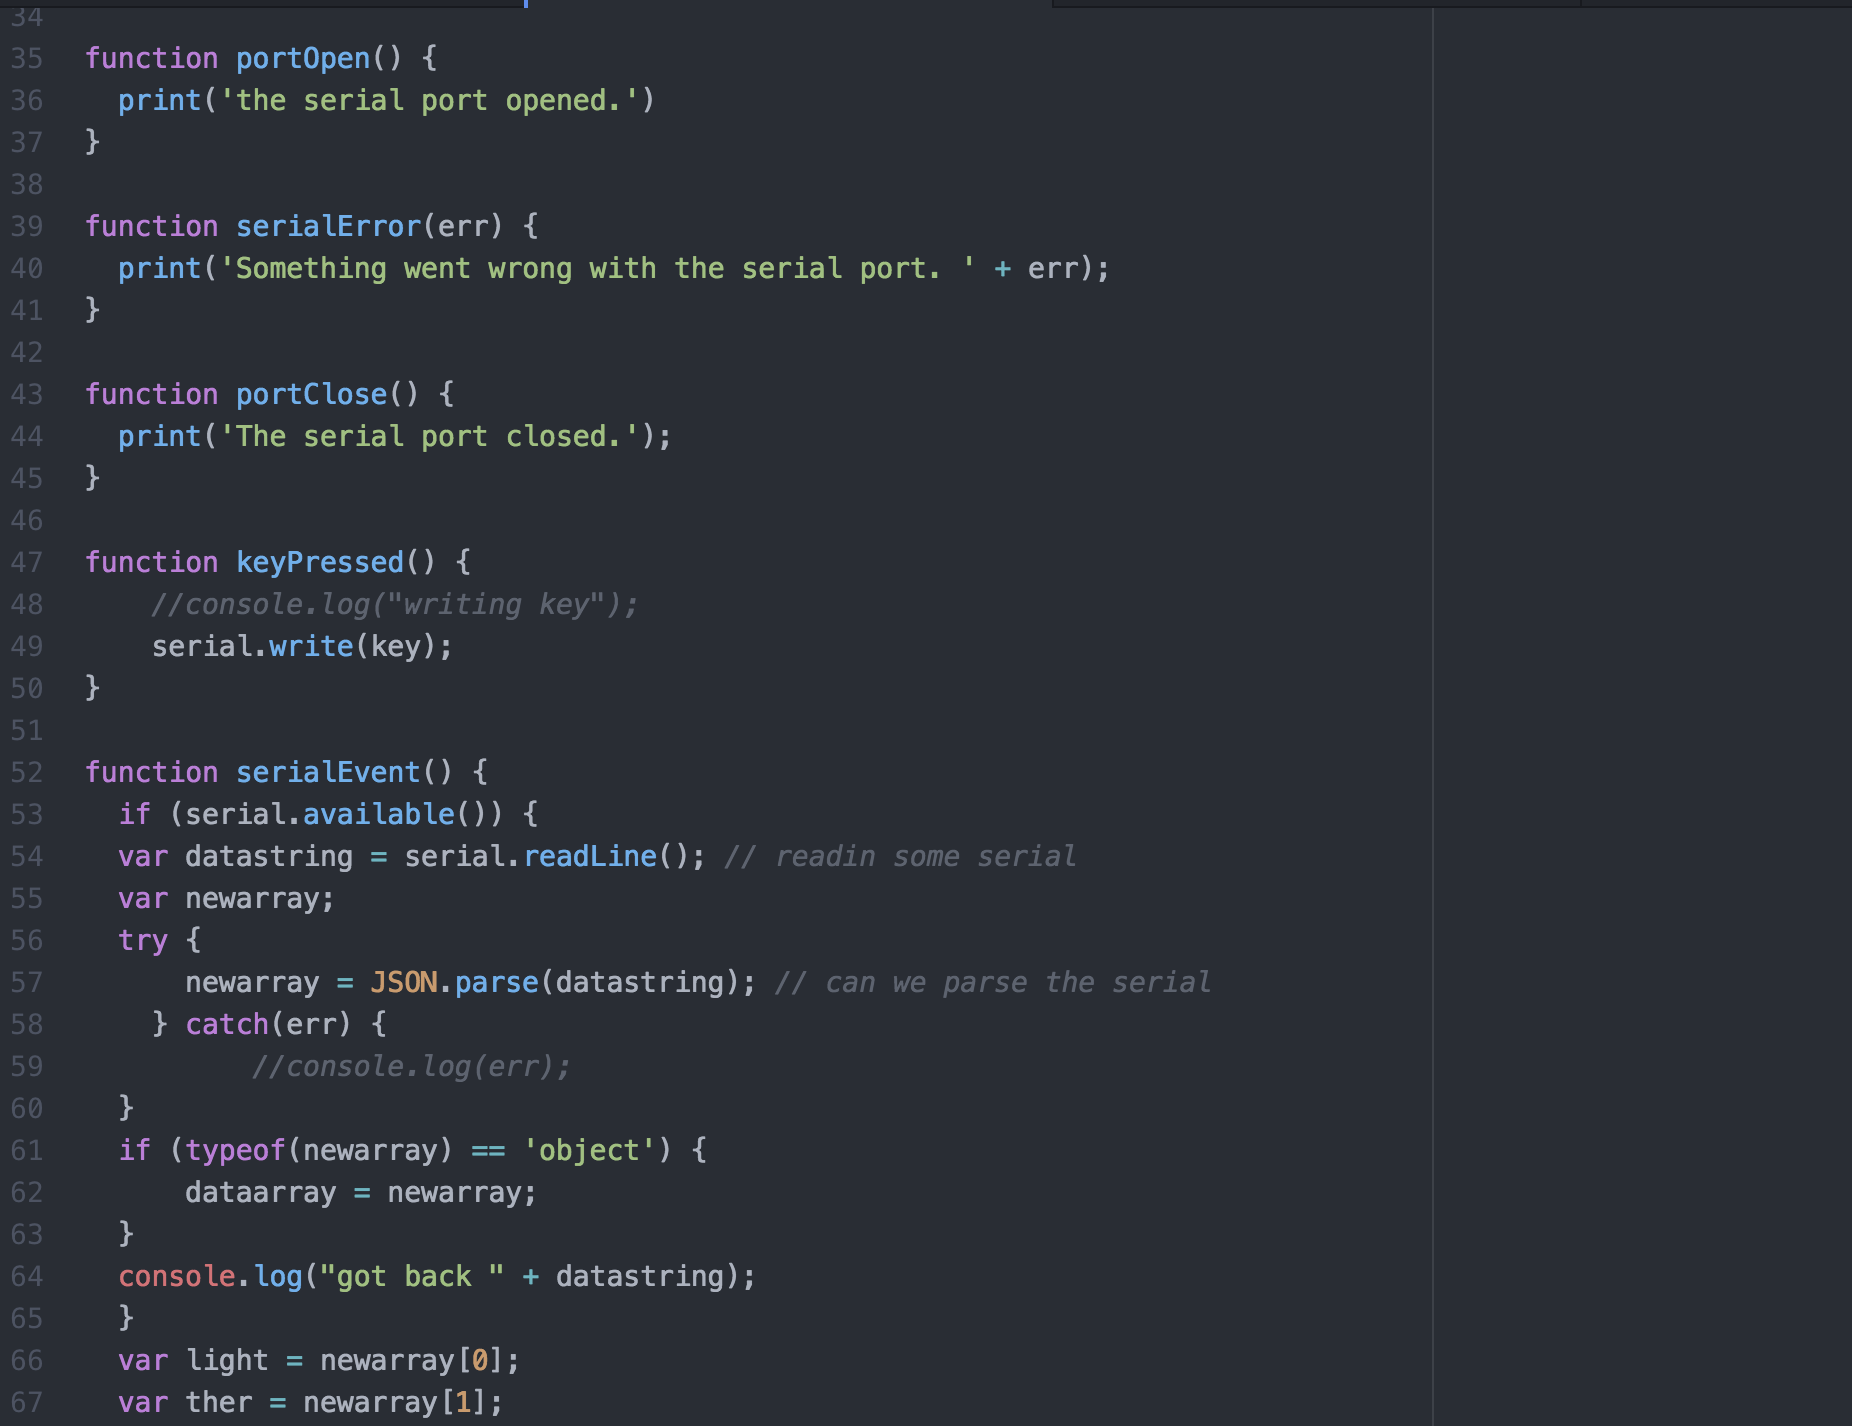 34
35 function portOpen() {
36 print('the serial port opened.')
37 }
38
39 function serialError(err) {
40 print('Something went wrong with the serial port. ' + err);
41 }
42
43 function portClose() {
44 print('The serial port closed.');
45 }
46
47 function keyPressed() {
48 //console.log("writing key");
49 serial.write(key);
50 }
51
52 function serialEvent() {
53 if (serial.available()) {
54 var datastring = serial.readLine(); // readin some serial
55 var newarray;
56 try {
57 newarray = JSON.parse(datastring); // can we parse the serial
58 } catch(err) {
59 //console.log(err);
60 }
61 if (typeof(newarray) == 'object') {
62 dataarray = newarray;
63 }
64 console.log("got back " + datastring);
65 }
66 var light = newarray[0];
67 var ther = newarray[1];